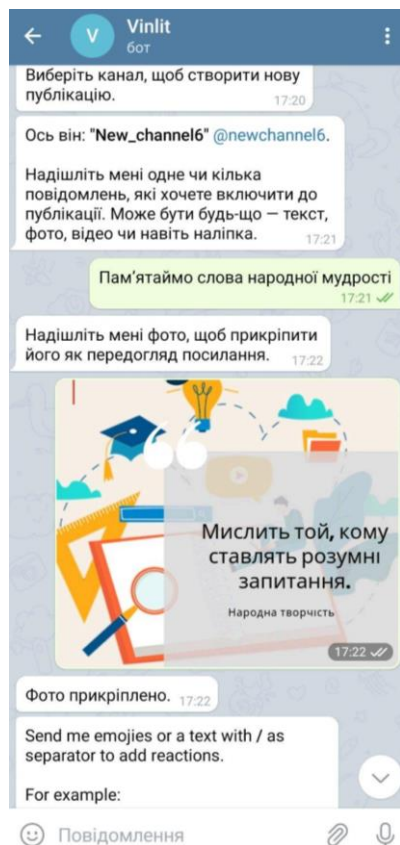 V
Vinlit
бот
Виберіть канал, щоб створити нову
публікацію.
17:20
Ось він: "New_channel6" @newchannel6.
Надішліть мені одне чи кілька
повідомлень, які хочете включити до
публікації. Може бути будь-що — текст,
фото, відео чи навіть наліпка.
17:21
Пам’ятаймо слова народної мудрості
17:21
Надішліть мені фото, щоб прикріпити
його як передогляд посилання.
17:22
“
Мислить той, кому
ставлять розумні
запитання.
Народна творчість
17:22
Фото прикріплено.
17:22
Send me emojies or a text with / as
separator to add reactions.
For example:
Повідомлення